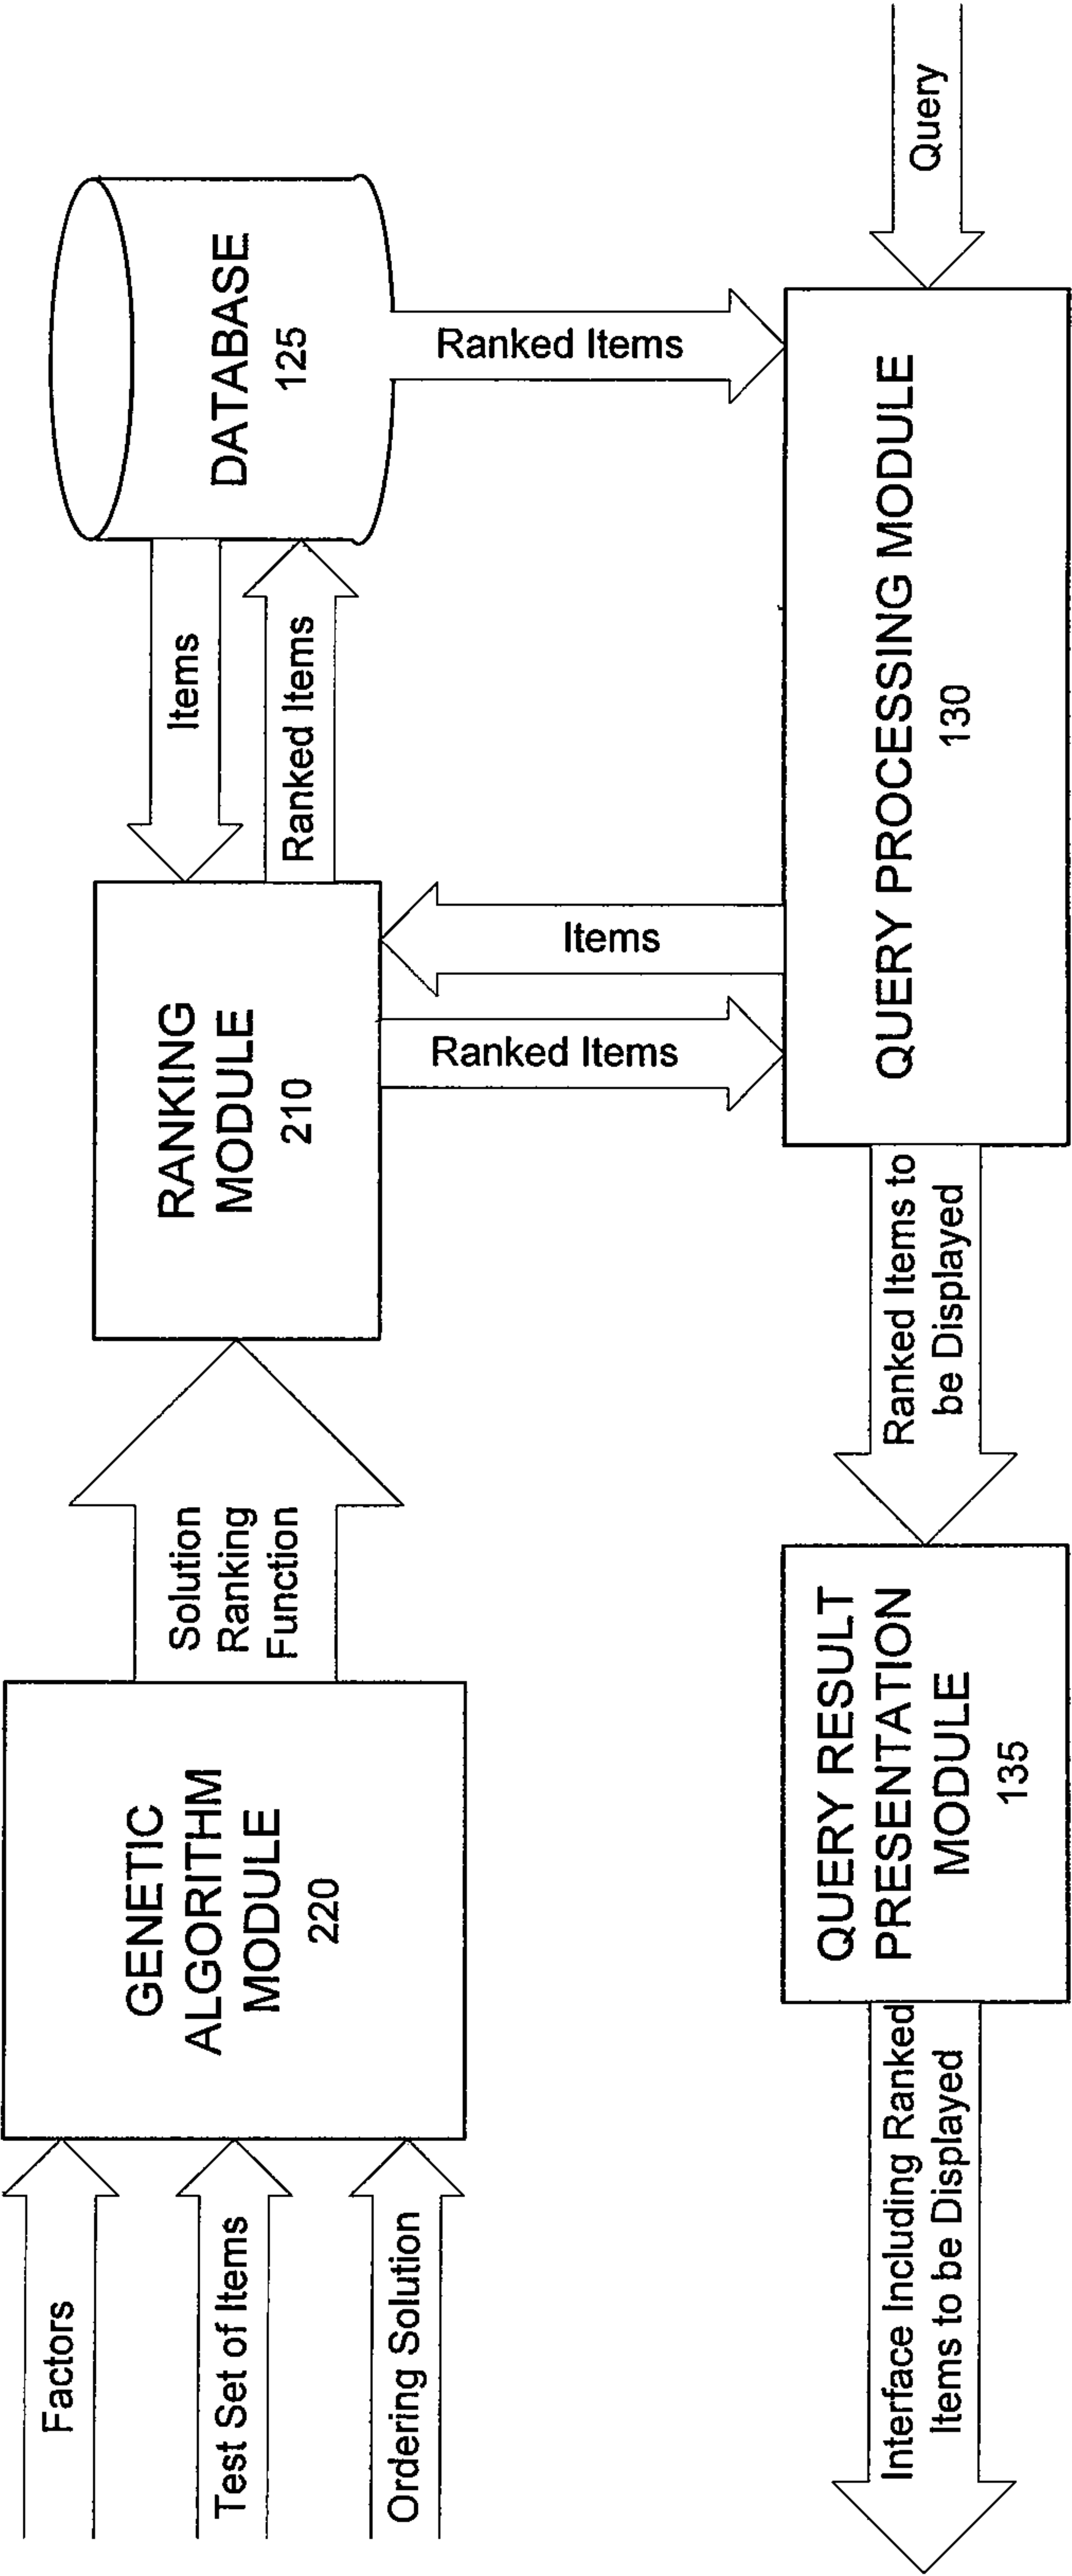 Factors
Test Set of Items
Ordering Solution
GENETIC
ALGORITHM
MODULE
220
Solution
Ranking
Function
RANKING
MODULE
210
Items
Ranked Items
DATABASE
125
Ranked Items
Items
Ranked Items
Interface Including Ranked
Items to be Displayed
QUERY RESULT
PRESENTATION
MODULE
135
Ranked Items to
be Displayed
QUERY PROCESSING MODULE
130
Query